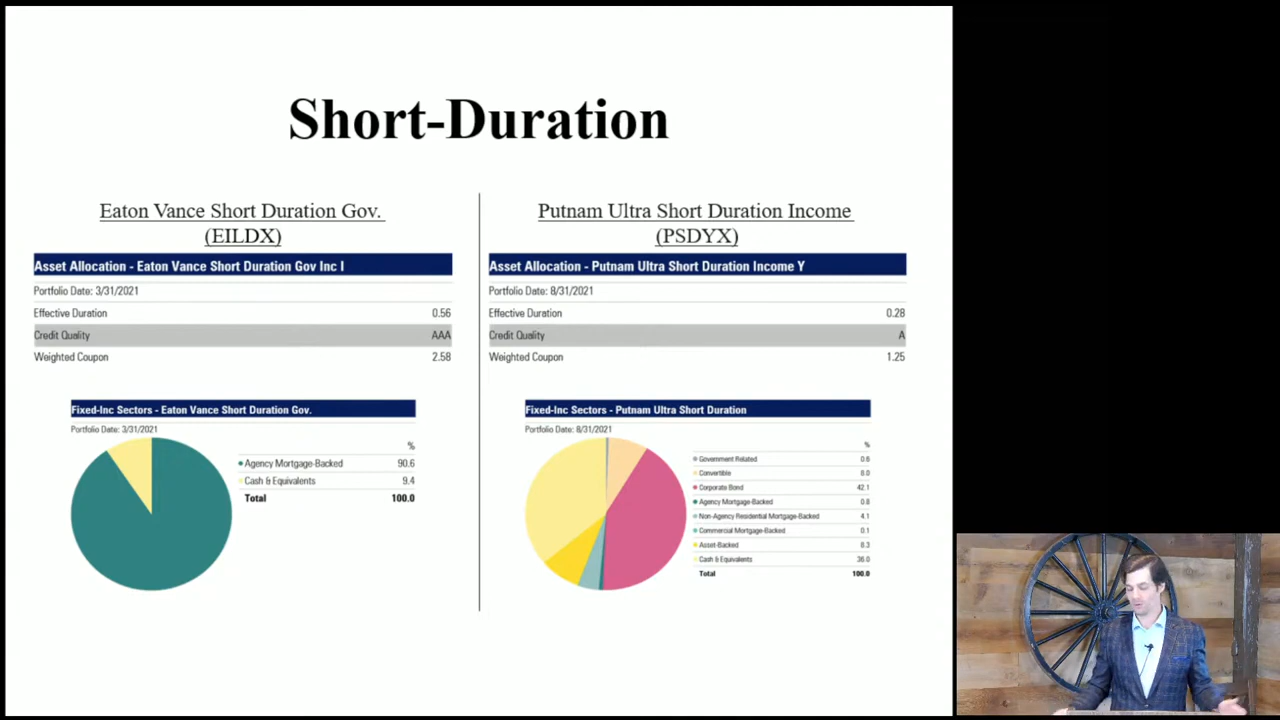 Short-Duration
Eaton Vance Short Duration Gov.
(EILDX)
Asset Allocation - Eaton Vance Short Duration Gov Inc I
Portfolio Date: 3/31/2021
Effective Duration 0.56
Credit Quality AAA
Weighted Coupon 2.58
Fixed-Inc Sectors - Eaton Vance Short Duration Gov.
Portfolio Date: 3/31/2021
%
Agency Mortgage-Backed 90.6
Cash & Equivalents 9.4
Total 100.0
Putnam Ultra Short Duration Income
(PSDYX)
Asset Allocation - Putnam Ultra Short Duration Income Y
Portfolio Date: 8/31/2021
Effective Duration 0.28
Credit Quality A
Weighted Coupon 1.25
Fixed-Inc Sectors - Putnam Ultra Short Duration
Portfolio Date: 8/31/2021
%
Government Related 0.6
Convertible 8.0
Corporate Bond 42.1
Agency Mortgage-Backed 0.8
Non-Agency Residential Mortgage-Backed 4.1
Commercial Mortgage-Backed 0.1
Asset-Backed 8.3
Cash & Equivalents 36.0
Total 100.0